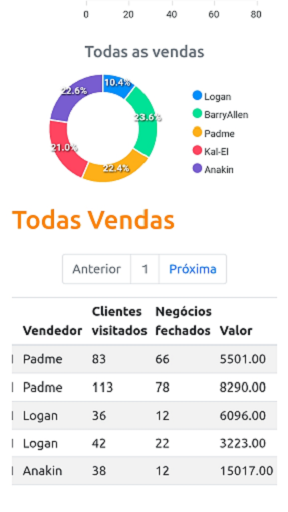 0 20 40 60 80
Todas as vendas
10.4%
22.6%
23.6%
21.0%
22.4%
Logan
BarryAllen
Padme
Kal-El
Anakin
Todas Vendas
Anterior 1 Próxima
Clientes Negócios
Vendedor visitados fechados Valor
Padme 83 66 5501.00
Padme 113 78 8290.00
Logan 36 12 6096.00
Logan 42 22 3223.00
Anakin 38 12 15017.00